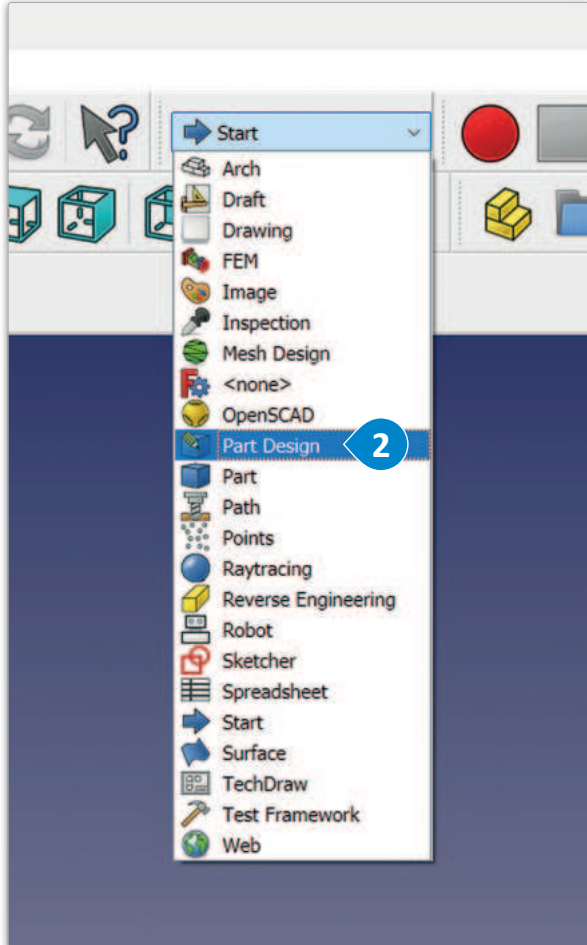 Start
Arch
Draft
Drawing
FEM
Image
Inspection
Mesh Design
<none>
OpenSCAD
Part Design 2
Part
Path
Points
Raytracing
Reverse Engineering
Robot
Sketcher
Spreadsheet
Start
Surface
TechDraw
Test Framework
Web